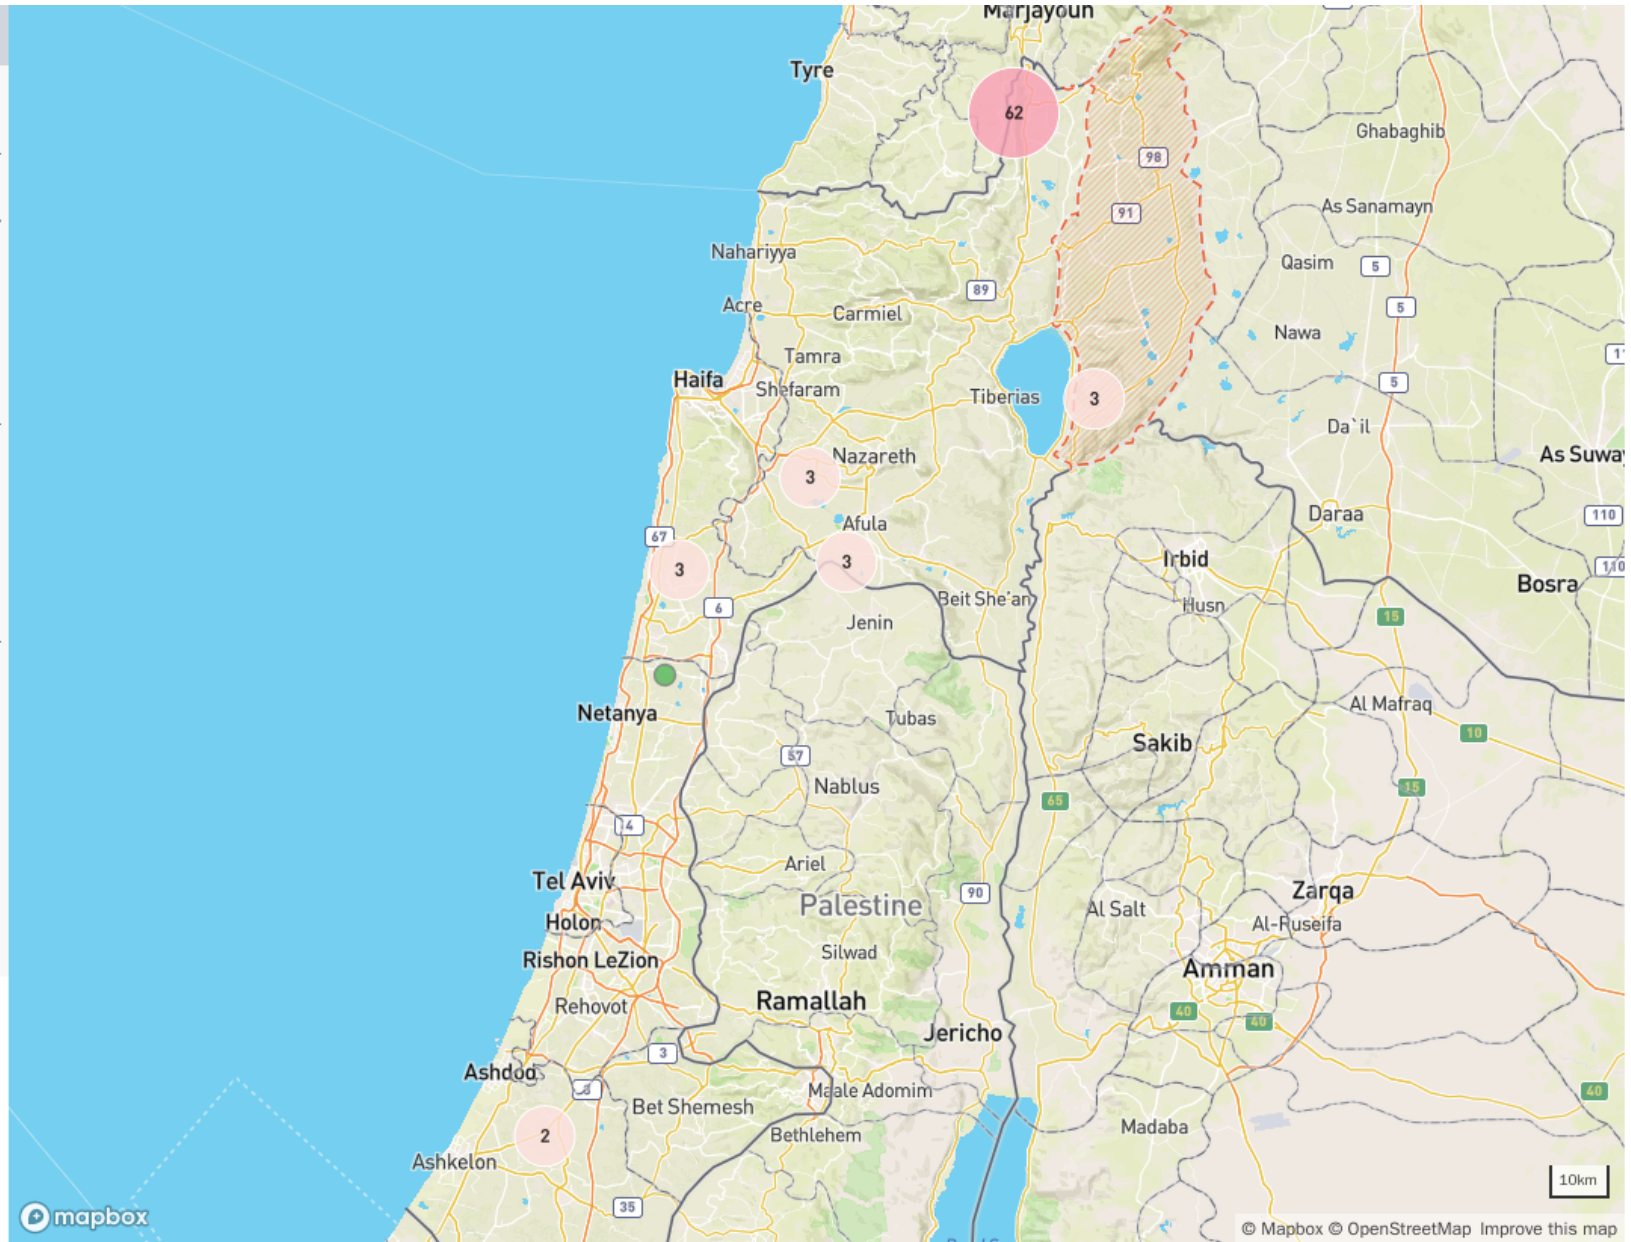 Marjayoun
Tyre
62
Ghabaghib
98
As Sanamayn
91
Nahariyya
Qasim
5
89
Acre
Carmiel
5
Nawa
Tamra
Haifa
Shefaram
5
Tiberias
3
Da`il
Nazareth
As Suway
3
Afula
Daraa
110
67
Irbid
3
3
110
Bosra
Beit She'an
6
Husn
15
Jenin
Al Mafraq
Netanya
Tubas
10
Sakib
57
Nablus
15
65
4
Ariel
Tel Aviv
Zarqa
90
Palestine
Al Salt
Holon
Al-Ruseifa
Silwad
Rishon LeZion
Amman
Ramallah
Rehovot
40
40
Jericho
3
Ashdod
3
Maale Adomim
40
Bet Shemesh
Madaba
2
Bethlehem
Ashkelon
10km
35
mapbox
© Mapbox © OpenStreetMap Improve this map